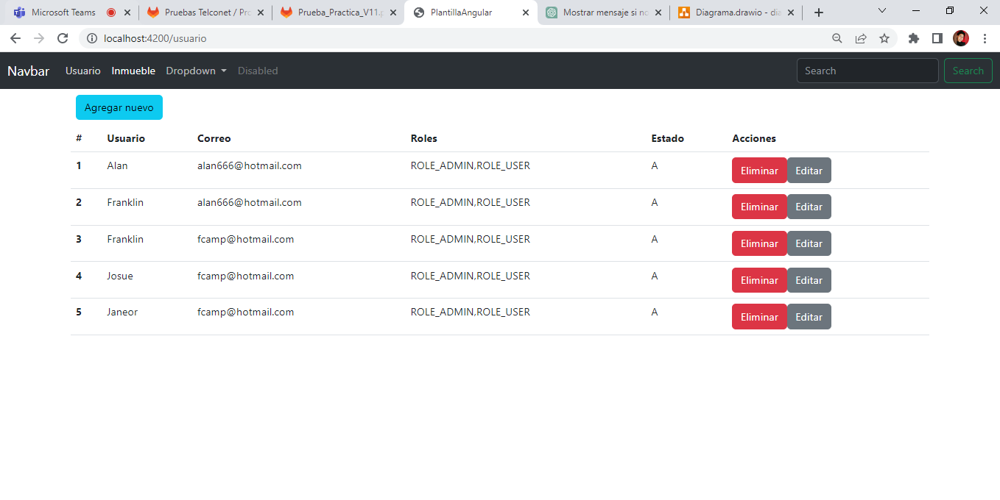 Microsoft Teams
Pruebas Telconet / Pro
Prueba_Practica_V11.p
PlantillaAngular
Mostrar mensaje si no
Diagrama.drawio - dia
localhost:4200/usuario
Navbar Usuario Inmueble Dropdown Disabled Search Search
Agregar nuevo
# Usuario Correo Roles Estado Acciones
1 Alan alan666@hotmail.com ROLE_ADMIN,ROLE_USER A Eliminar Editar
2 Franklin alan666@hotmail.com ROLE_ADMIN,ROLE_USER A Eliminar Editar
3 Franklin fcamp@hotmail.com ROLE_ADMIN,ROLE_USER A Eliminar Editar
4 Josue fcamp@hotmail.com ROLE_ADMIN,ROLE_USER A Eliminar Editar
5 Janeor fcamp@hotmail.com ROLE_ADMIN,ROLE_USER A Eliminar Editar